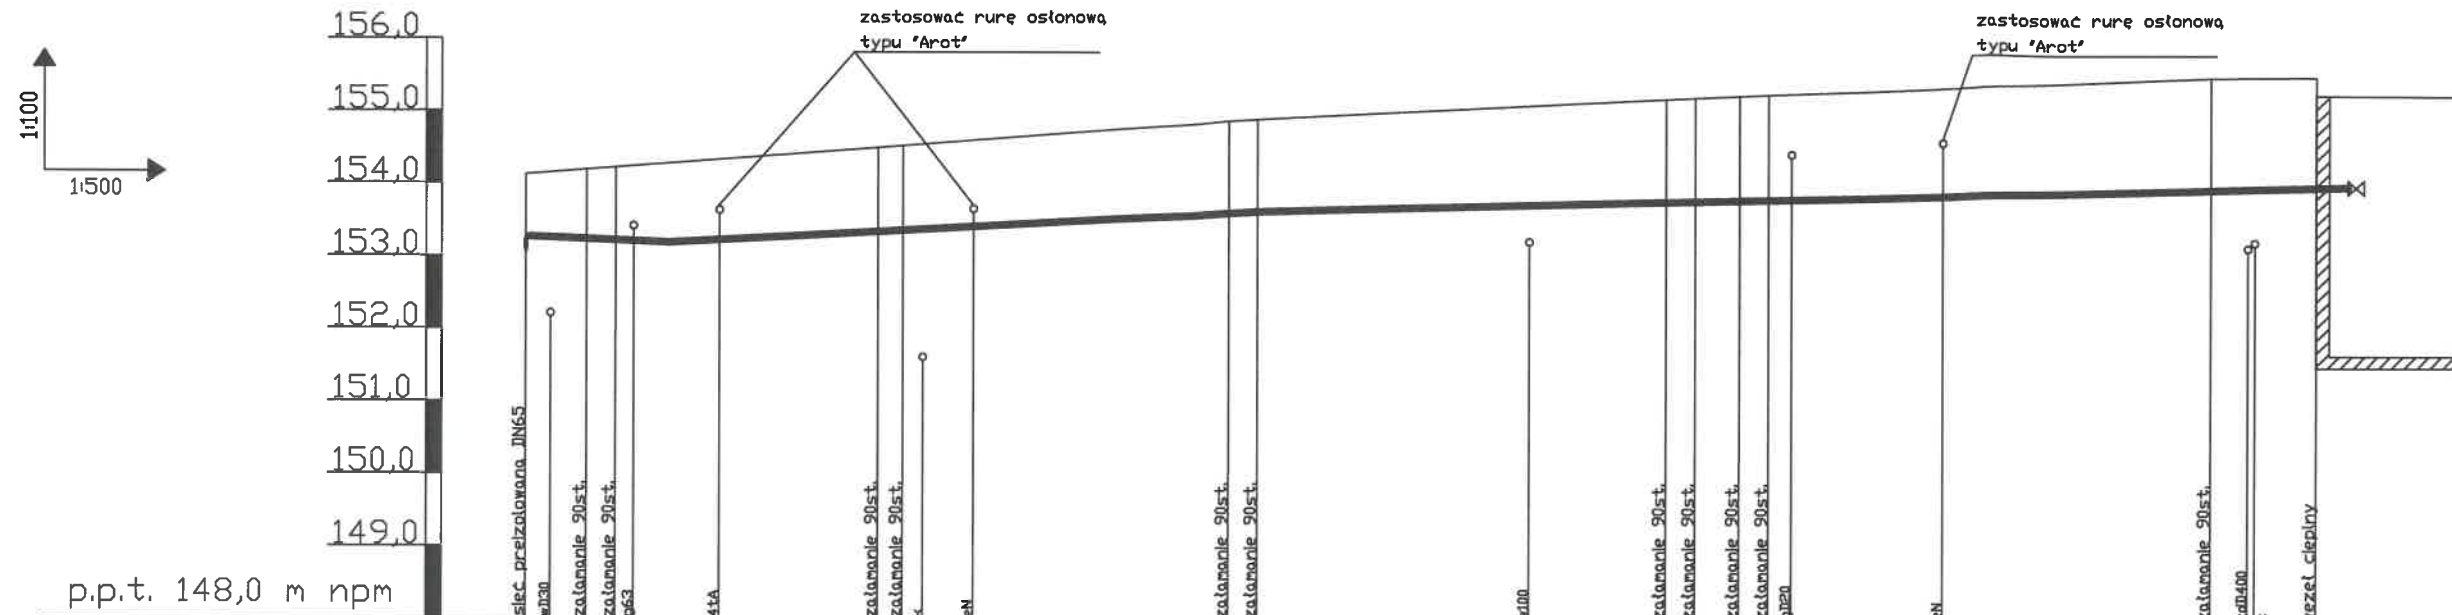 zastosować rurę osłonową
typu "Arot"
zastosować rurę osłonową
typu "Arot"
1:100
1:500
156,0
155,0
154,0
153,0
152,0
151,0
150,0
149,0
p.p.t. 148,0 m npm
sieć preizolowana DN65
wD30
załamanie 90st.
załamanie 90st.
załamanie 90st.
załamanie 90st.
eN
załamanie 90st.
załamanie 90st.
załamanie 90st.
załamanie 90st.
załamanie 90st.
załamanie 90st.
eN
załamanie 90st.
cieplny